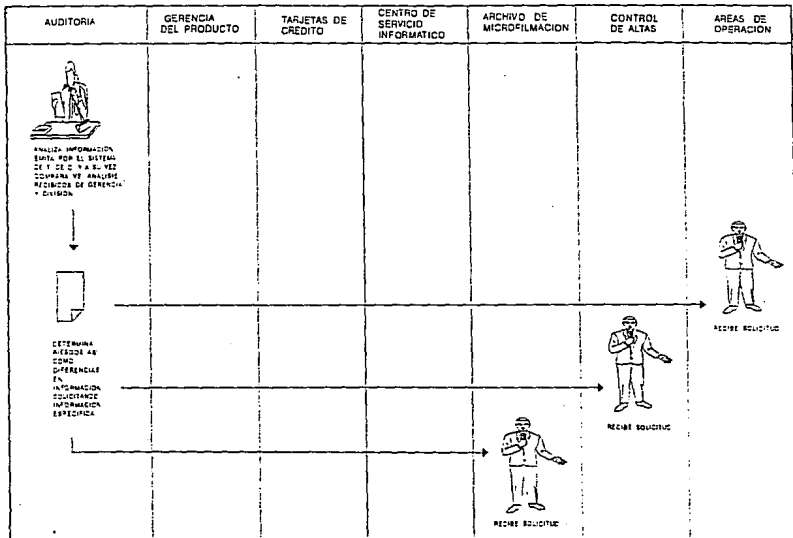 AUDITORIA
GERENCIA
DEL PRODUCTO
TARJETAS DE
CREDITO
CENTRO DE
SERVICIO
INFORMATICO
ARCHIVO DE
MICROFILMACION
CONTROL
DE ALTAS
AREAS DE
OPERACION
ANALIZA INFORMACION
EMITA POR EL SISTEMA
DE T. DE C. Y A SU VEZ
COMPARA VS ANALISIS
RECIBIDOS DE GERENCIA
Y DIVISION
RECIBE SOLICITUD
DETERMINA
RIESGOS ASI
COMO
DIFERENCIAS
EN
INFORMACION
SOLICITANDO
INFORMACION
ESPECIFICA
RECIBE SOLICITUD
RECIBE SOLICITUD